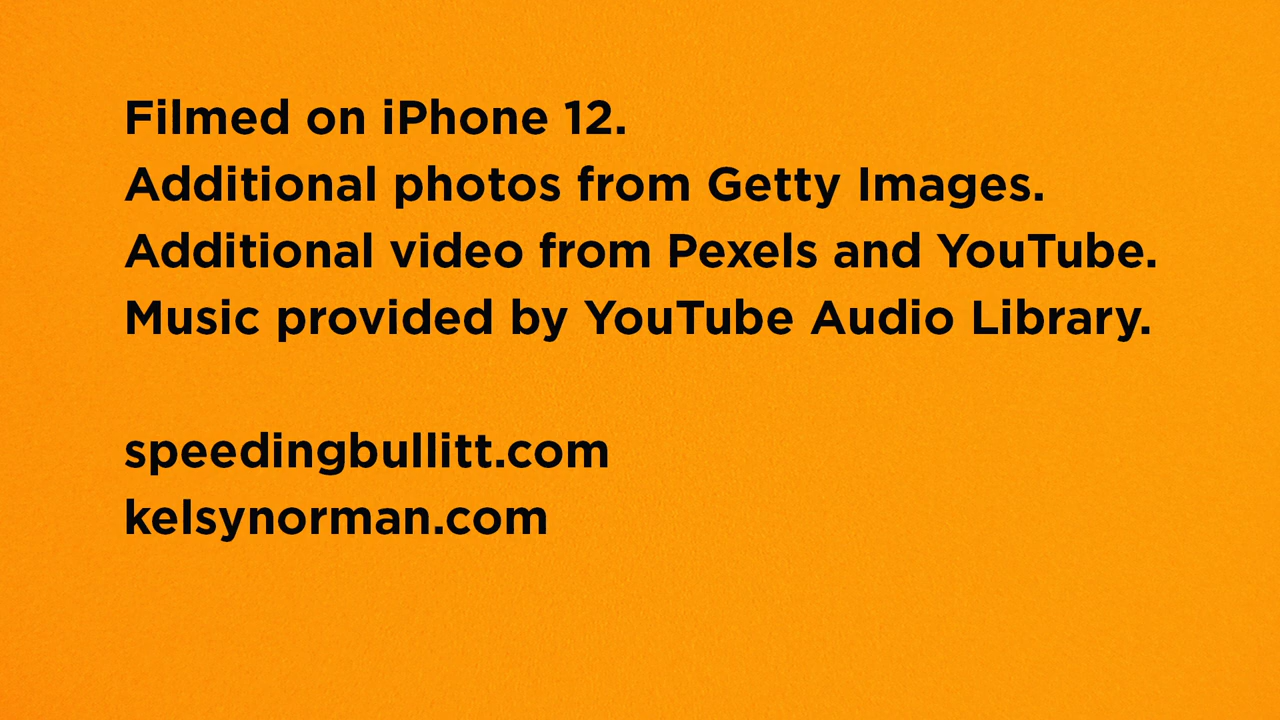 Filmed on iPhone 12.
Additional photos from Getty Images.
Additional video from Pexels and YouTube.
Music provided by YouTube Audio Library.
speedingbullitt.com
kelsynorman.com